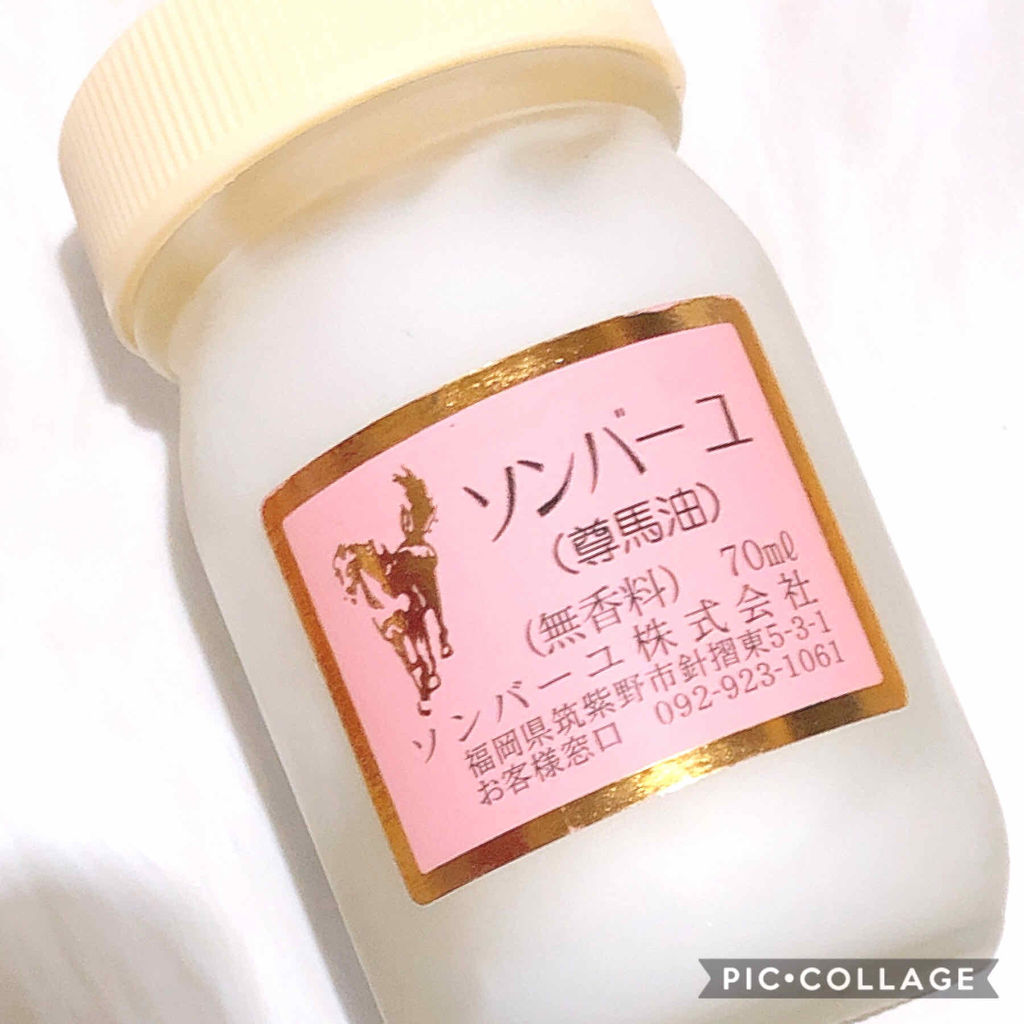 ソンバーユ
(尊馬油)
(無香料) 70mℓ
ソンバーユ株式会社
福岡県筑紫野市針摺東5-3-1
お客様窓口 092-923-1061
PIC•COLLAGE